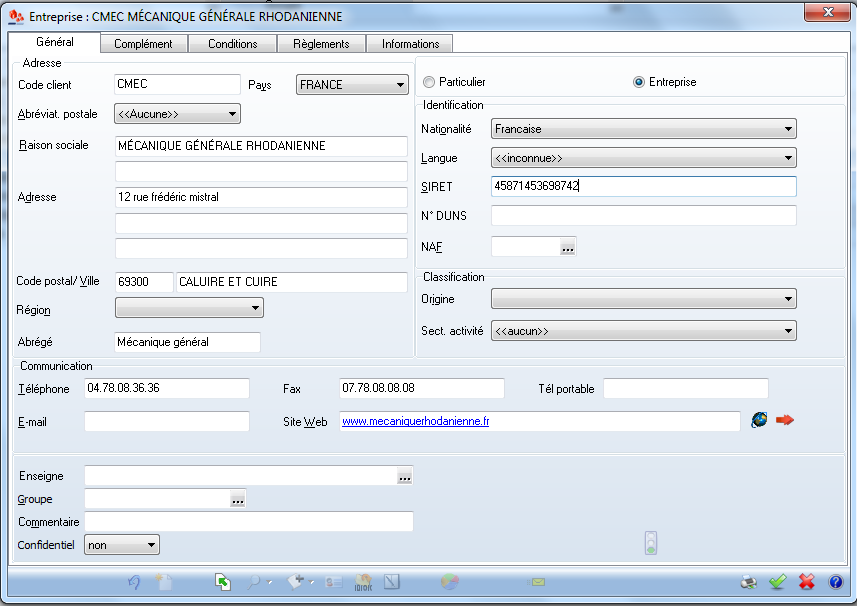 Entreprise : CMEC MÉCANIQUE GÉNÉRALE RHODANIENNE
Général Complément Conditions Règlements Informations
Adresse
Code client CMEC Pays FRANCE
Particulier Entreprise
Abréviat. postale <<Aucune>>
Raison sociale MÉCANIQUE GÉNÉRALE RHODANIENNE
Adresse 12 rue frédéric mistral
Code postal/ Ville 69300 CALUIRE ET CUIRE
Région
Abrégé Mécanique général
Identification
Nationalité Francaise
Langue <<inconnue>>
SIRET 45871453698742
N° DUNS
NAF ...
Classification
Origine
Sect. activité <<aucun>>
Communication
Téléphone 04.78.08.36.36 Fax 07.78.08.08.08 Tél portable
E-mail Site Web www.mecaniquerhodanienne.fr
Enseigne ...
Groupe ...
Commentaire
Confidentiel non
IDTOIT